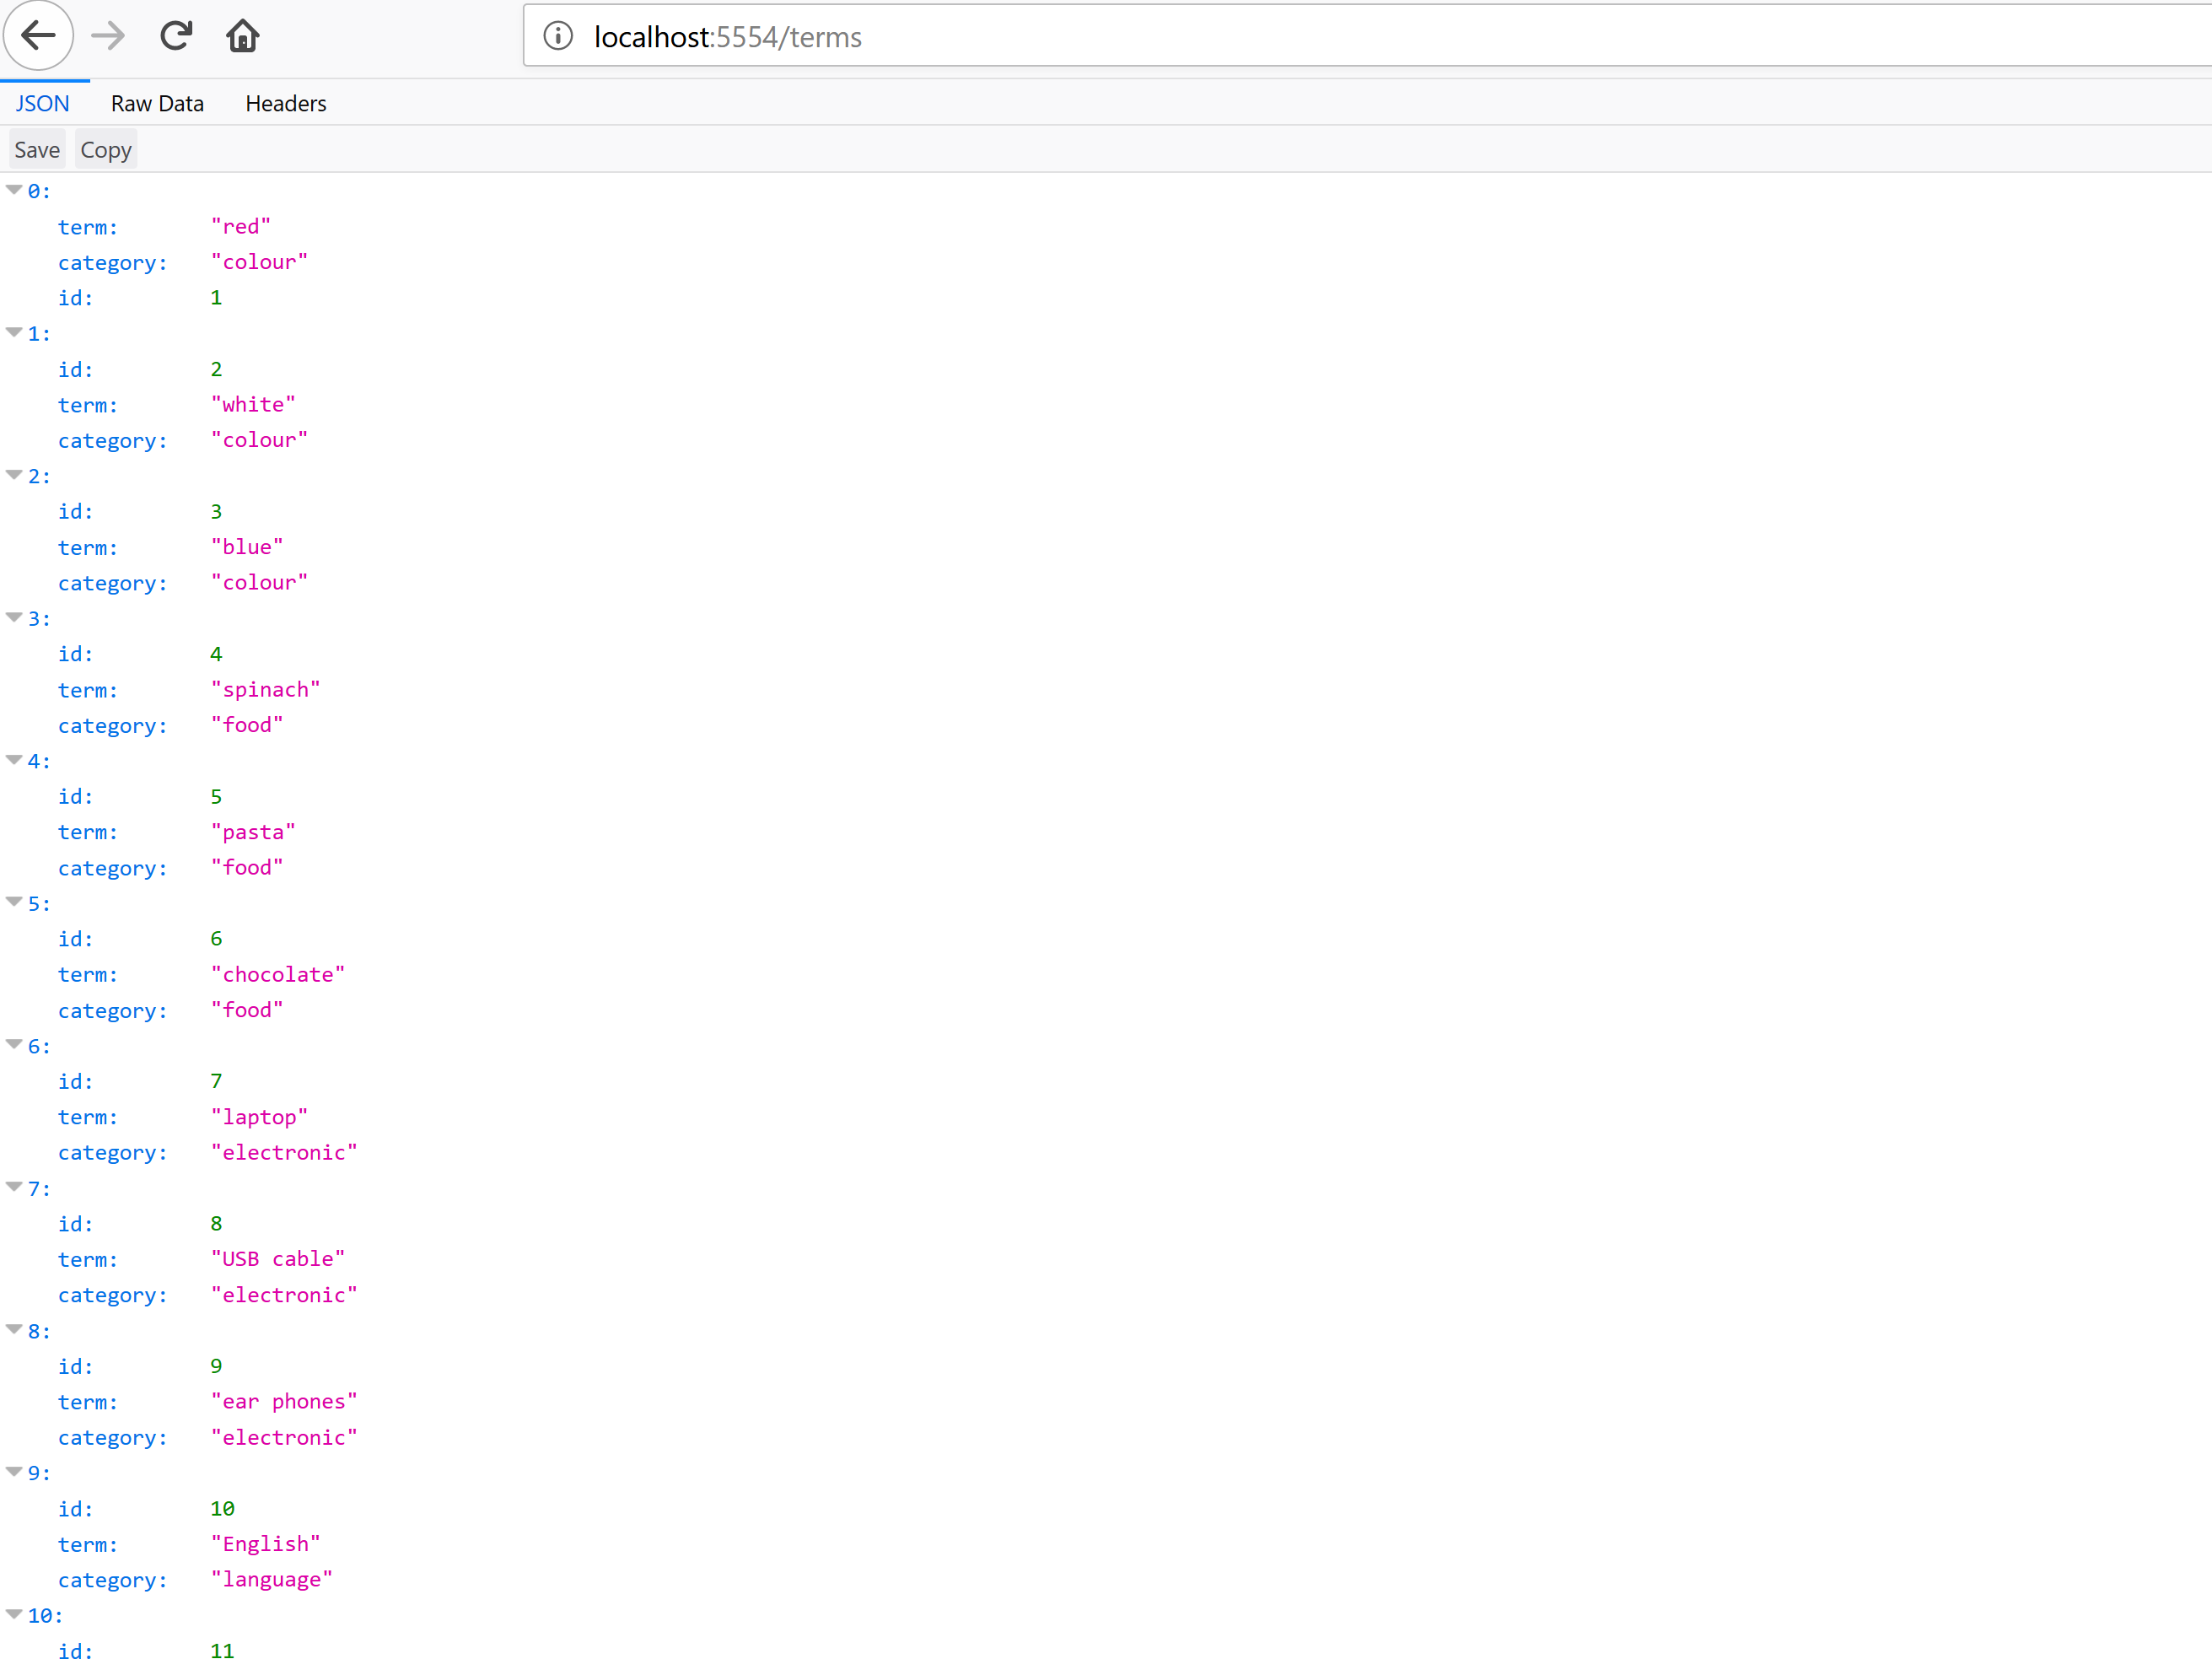 localhost:5554/terms
JSON Raw Data Headers
Save Copy
0:
term: "red"
category: "colour"
id: 1
1:
id: 2
term: "white"
category: "colour"
2:
id: 3
term: "blue"
category: "colour"
3:
id: 4
term: "spinach"
category: "food"
4:
id: 5
term: "pasta"
category: "food"
5:
id: 6
term: "chocolate"
category: "food"
6:
id: 7
term: "laptop"
category: "electronic"
7:
id: 8
term: "USB cable"
category: "electronic"
8:
id: 9
term: "ear phones"
category: "electronic"
9:
id: 10
term: "English"
category: "language"
10:
id: 11